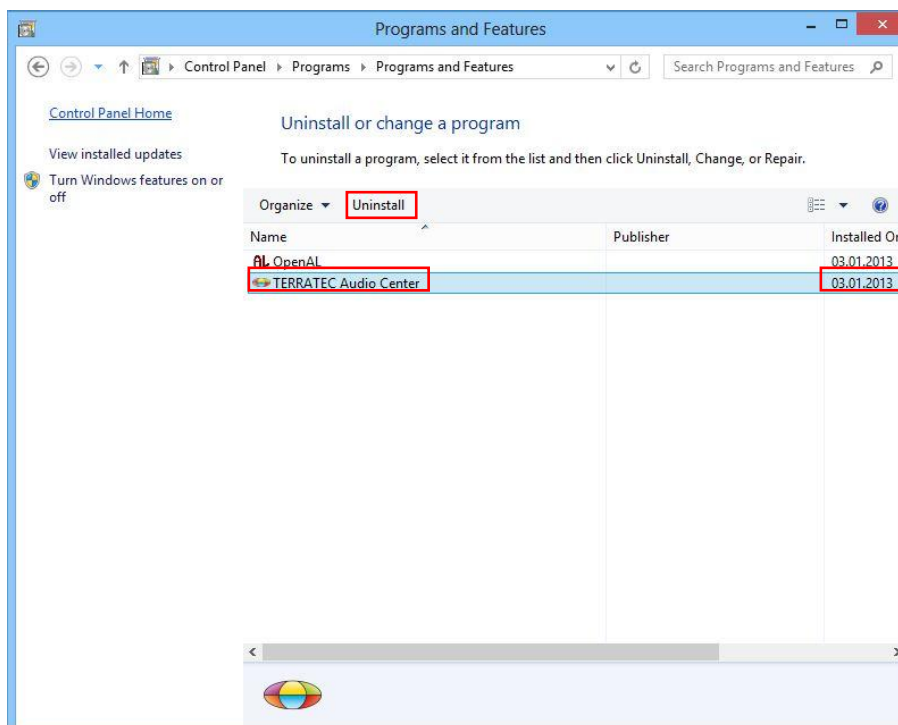 Programs and Features
Control Panel Programs Programs and Features Search Programs and Features
Control Panel Home
Uninstall or change a program
View installed updates
To uninstall a program, select it from the list and then click Uninstall, Change, or Repair.
Turn Windows features on or
off
Organize Uninstall
Name Publisher Installed Or
AL OpenAL 03.01.2013
TERRATEC Audio Center 03.01.2013